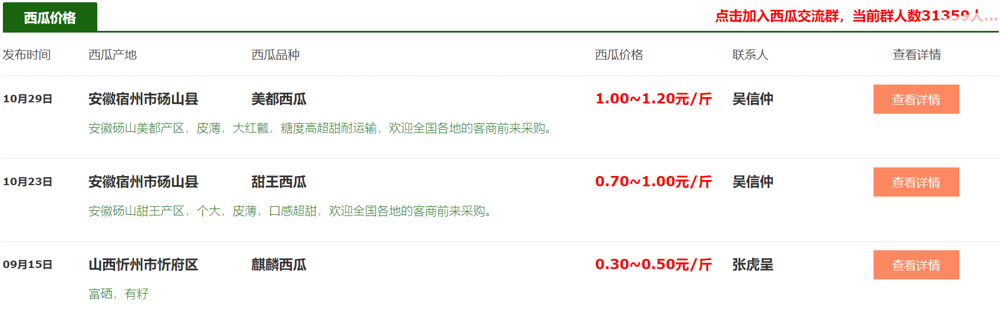 西瓜价格
点击加入西瓜交流群，当前群人数31359人...
发布时间 西瓜产地 西瓜品种 西瓜价格 联系人 查看详情
10月29日 安徽宿州市砀山县 美都西瓜 1.00~1.20元/斤 吴信仲 查看详情
安徽砀山美都产区，皮薄，大红瓤，糖度高超甜耐运输，欢迎全国各地的客商前来采购。
10月23日 安徽宿州市砀山县 甜王西瓜 0.70~1.00元/斤 吴信仲 查看详情
安徽砀山甜王产区，个大，皮薄，口感超甜，欢迎全国各地的客商前来采购。
09月15日 山西忻州市忻府区 麒麟西瓜 0.30~0.50元/斤 张虎呈 查看详情
富硒，有籽